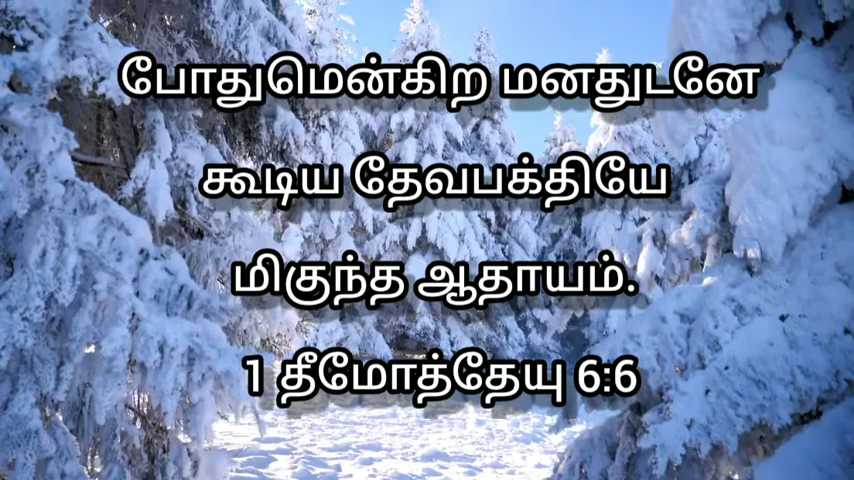 போதுமென்கிற மனதுடனே
கூடிய தேவபக்தியே
மிகுந்த ஆதாயம்.
1 தீமோத்தேயு 6:6